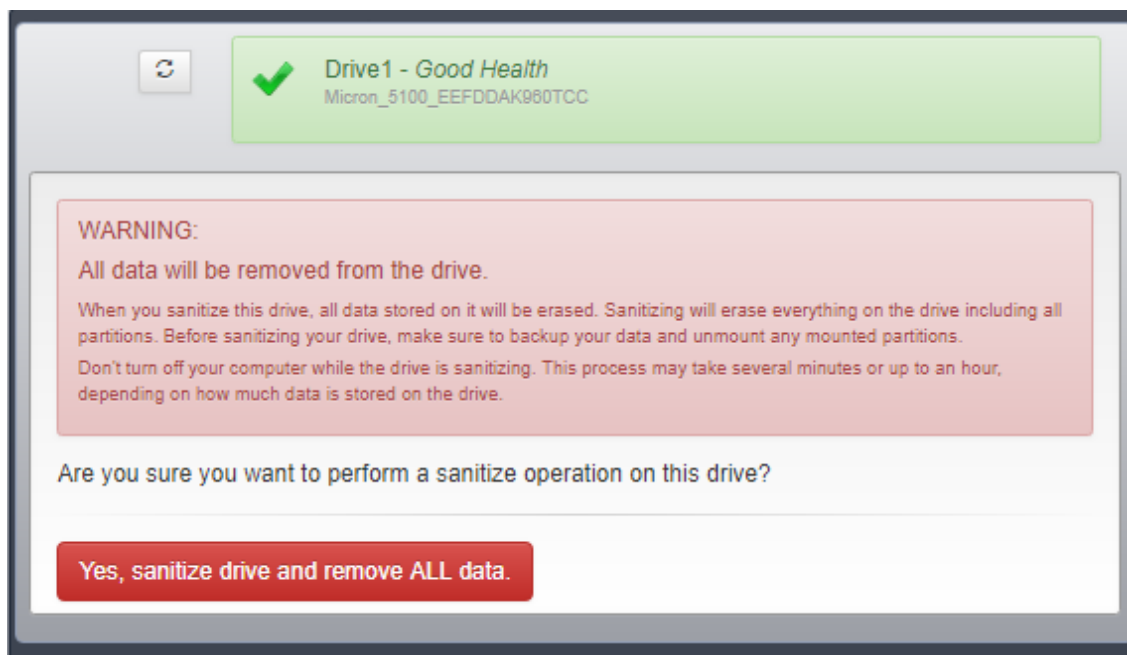 Drive1 - Good Health
Micron_5100_EEFDDAK960TCC
WARNING:
All data will be removed from the drive.
When you sanitize this drive, all data stored on it will be erased. Sanitizing will erase everything on the drive including all
partitions. Before sanitizing your drive, make sure to backup your data and unmount any mounted partitions.
Don't turn off your computer while the drive is sanitizing. This process may take several minutes or up to an hour,
depending on how much data is stored on the drive.
Are you sure you want to perform a sanitize operation on this drive?
Yes, sanitize drive and remove ALL data.